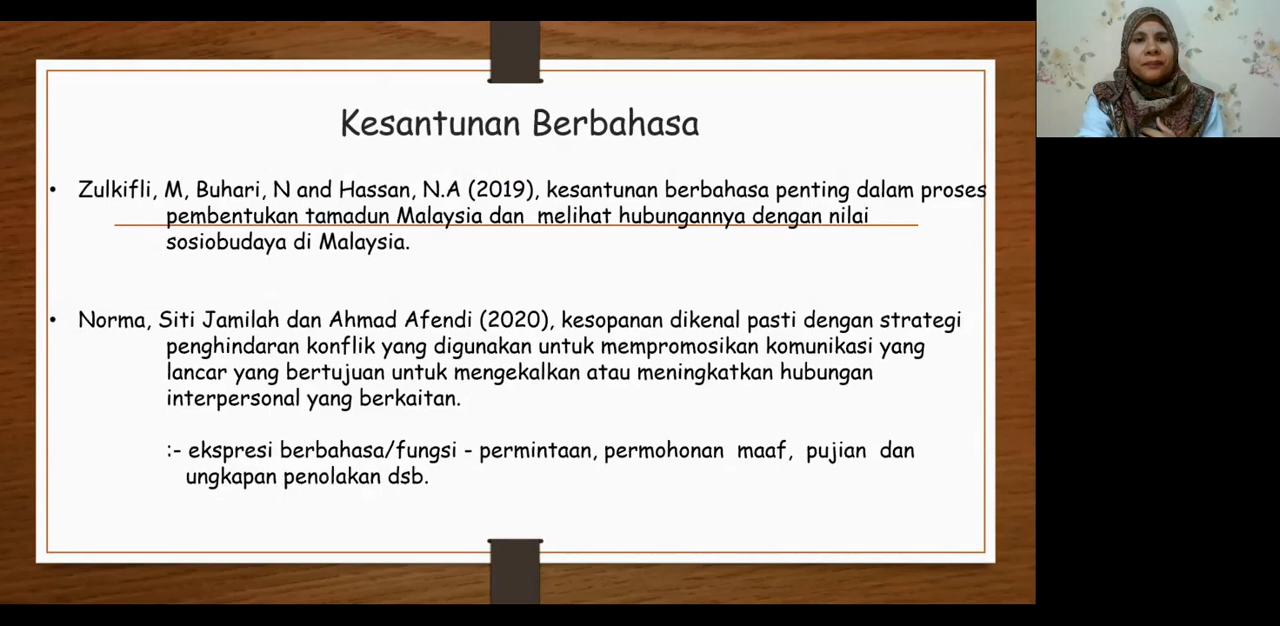 Kesantunan Berbahasa
• Zulkifli, M, Buhari, N and Hassan, N.A (2019), kesantunan berbahasa penting dalam proses
pembentukan tamadun Malaysia dan melihat hubungannya dengan nilai
sosiobudaya di Malaysia.
• Norma, Siti Jamilah dan Ahmad Afendi (2020), kesopanan dikenal pasti dengan strategi
penghindaran konflik yang digunakan untuk mempromosikan komunikasi yang
lancar yang bertujuan untuk mengekalkan atau meningkatkan hubungan
interpersonal yang berkaitan.
:- ekspresi berbahasa/fungsi - permintaan, permohonan maaf, pujian dan
ungkapan penolakan dsb.